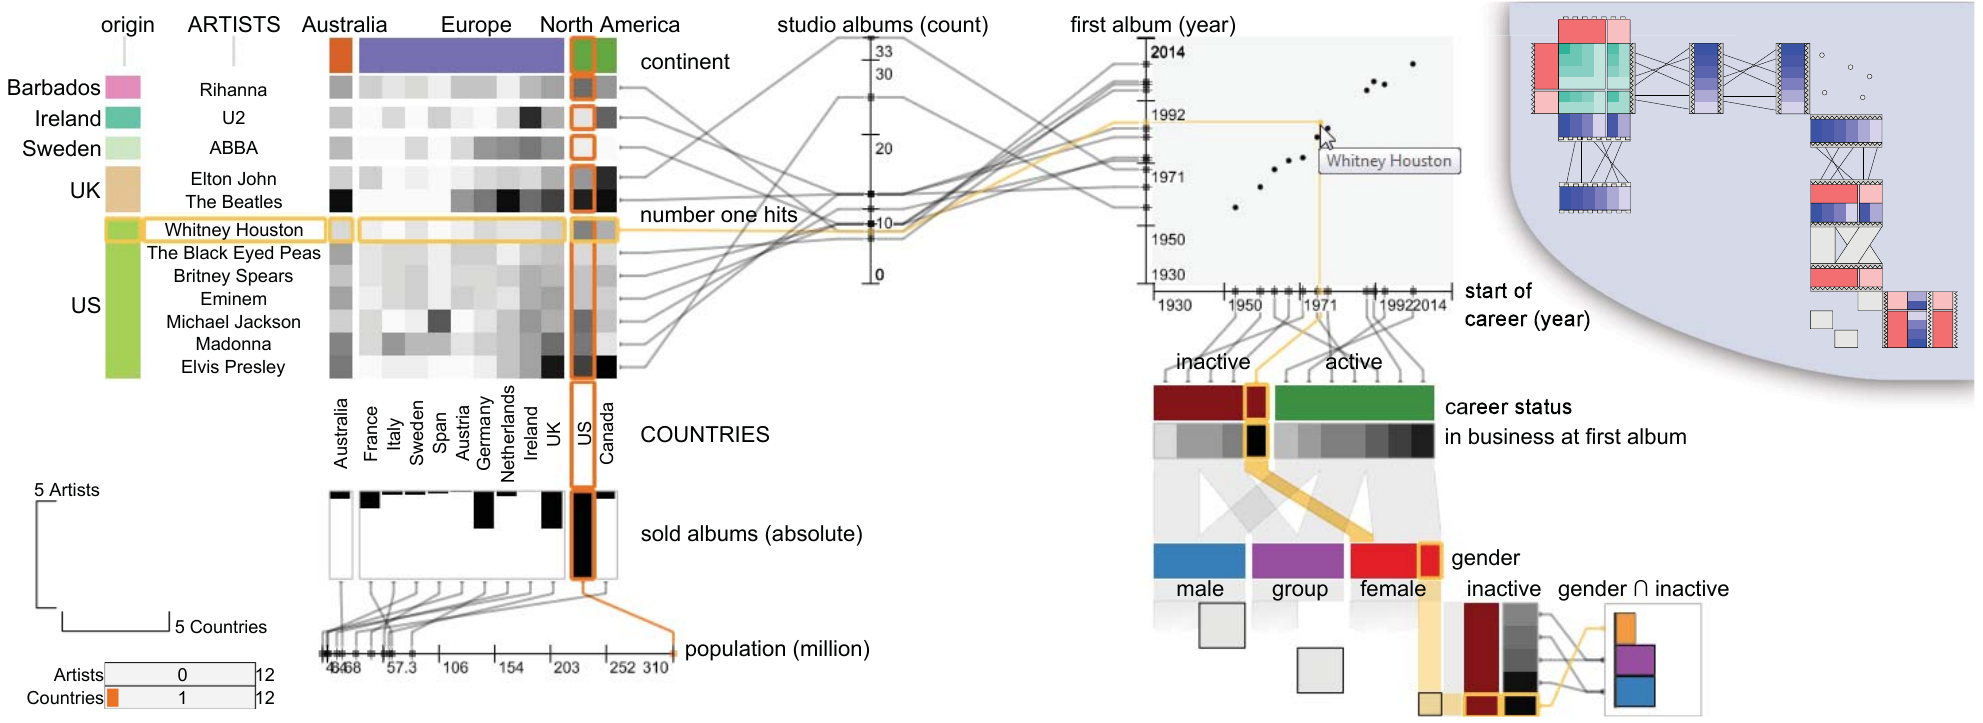 origin
ARTISTS
Australia
Europe
North America
studio albums (count)
first album (year)
continent
Barbados
Rihanna
Ireland
U2
Sweden
ABBA
UK
Elton John
The Beatles
number one hits
Whitney Houston
The Black Eyed Peas
Britney Spears
US
Eminem
Michael Jackson
Madonna
Elvis Presley
33
30
20
10
0
2014
1992
1971
1950
1930
Whitney Houston
1930
1950
1971
1992
2014
start of
career (year)
inactive
active
career status
in business at first album
Australia
France
Italy
Sweden
Span
Austria
Germany
Netherlands
Ireland
UK
US
Canada
COUNTRIES
sold albums (absolute)
57.3
106
154
203
252
310
population (million)
5 Artists
5 Countries
Artists
0
12
Countries
1
12
gender
male
group
female
inactive
gender ∩ inactive